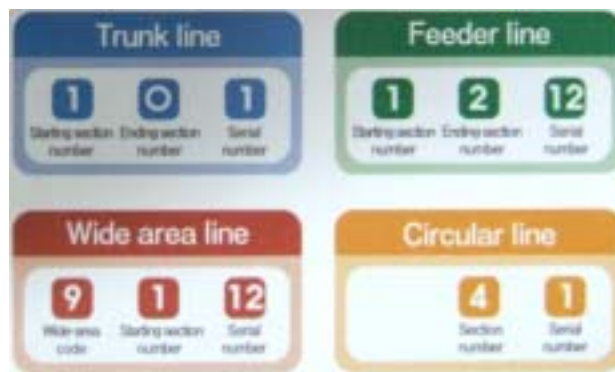 Trunk line
1 0 1
Starting section number
Ending section number
Serial number
Feeder line
1 2 12
Starting section number
Ending section number
Serial number
Wide area line
9 1 12
Wide-area code
Starting section number
Serial number
Circular line
4 1
Section number
Serial number